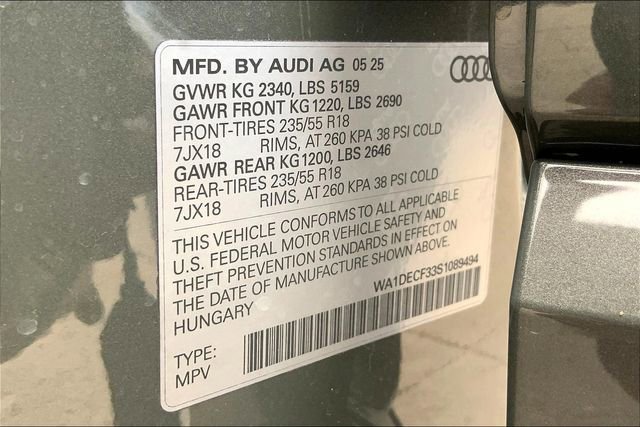 MFD. BY AUDI AG 05 25
GVWR KG 2340, LBS 5159
GAWR FRONT KG 1220, LBS 2690
FRONT-TIRES 235/55 R18
7JX18 RIMS, AT 260 KPA 38 PSI COLD
GAWR REAR KG 1200, LBS 2646
REAR-TIRES 235/55 R18
7JX18 RIMS, AT 260 KPA 38 PSI COLD
THIS VEHICLE CONFORMS TO ALL APPLICABLE
U.S. FEDERAL MOTOR VEHICLE SAFETY AND
THEFT PREVENTION STANDARDS IN EFFECT ON
THE DATE OF MANUFACTURE SHOWN ABOVE.
HUNGARY
WA1DECF33S1089494
TYPE:
MPV